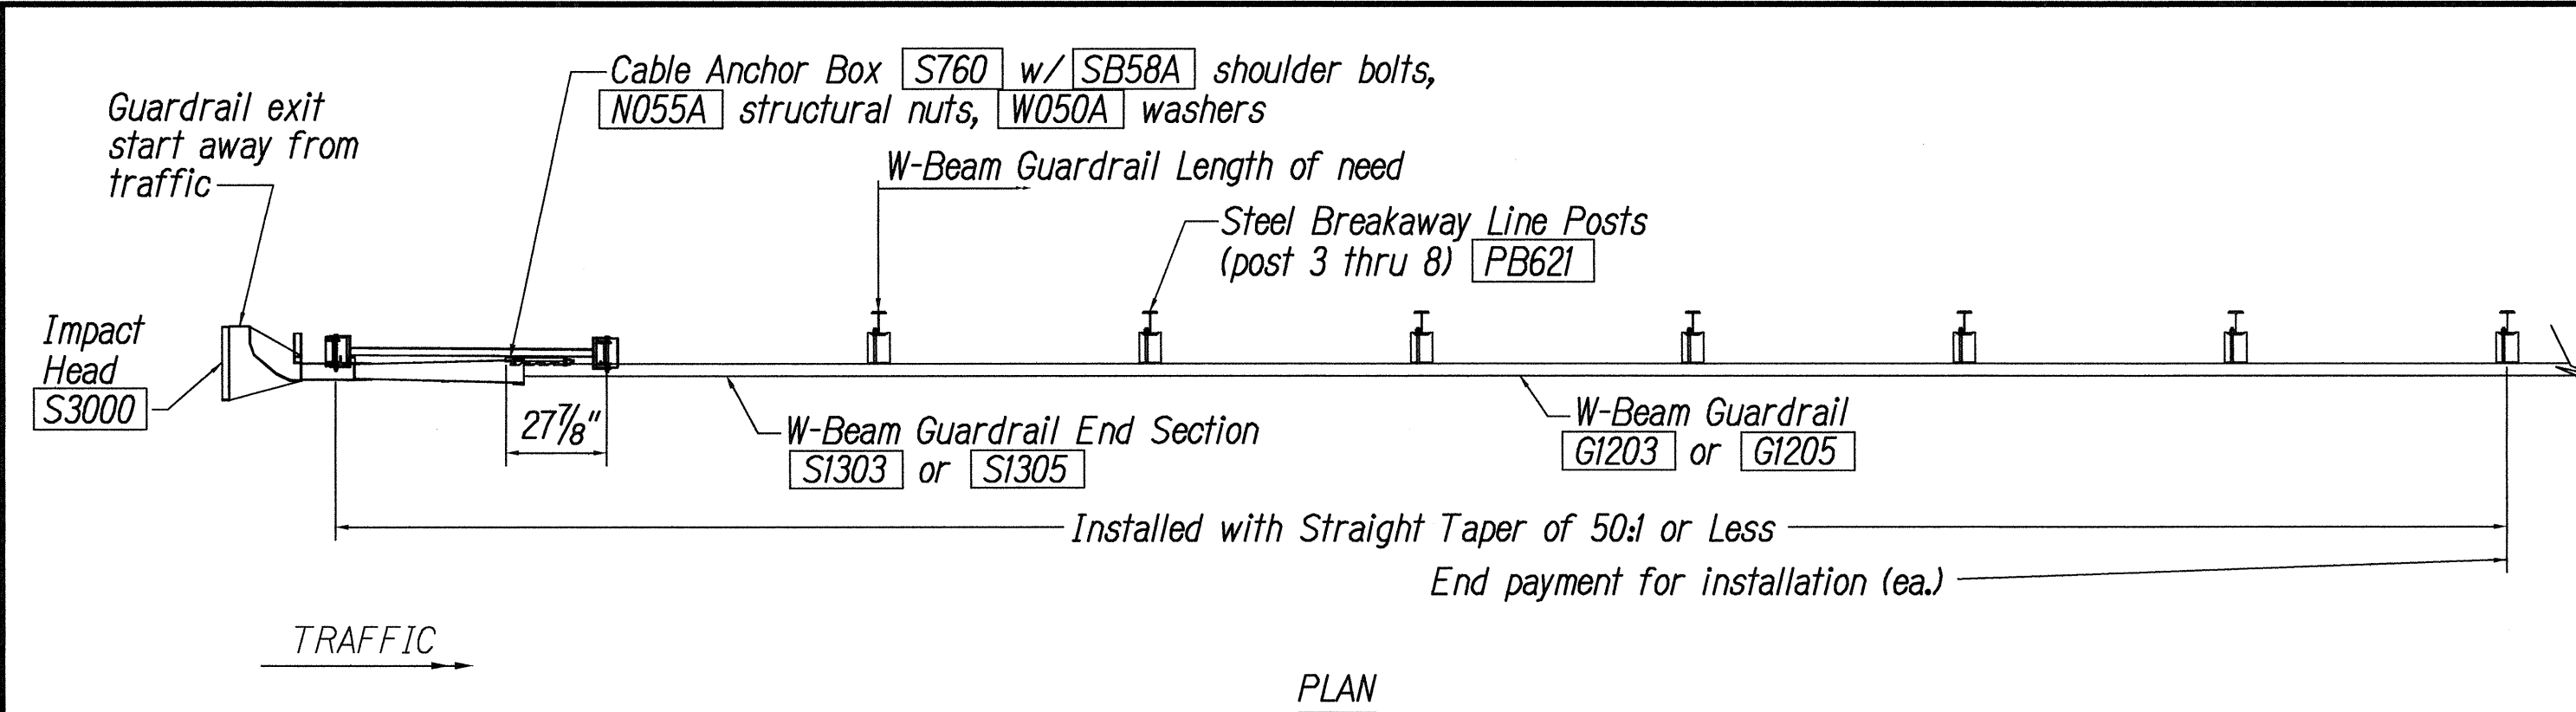 Cable Anchor Box S760 w/ SB58A shoulder bolts,
N055A structural nuts, W050A washers
Guardrail exit
start away from
traffic
W-Beam Guardrail Length of need
Steel Breakaway Line Posts
(post 3 thru 8) PB621
Impact
Head
S3000
27 7/8"
W-Beam Guardrail End Section
S1303 or S1305
W-Beam Guardrail
G1203 or G1205
Installed with Straight Taper of 50:1 or Less
End payment for installation (ea.)
TRAFFIC
PLAN